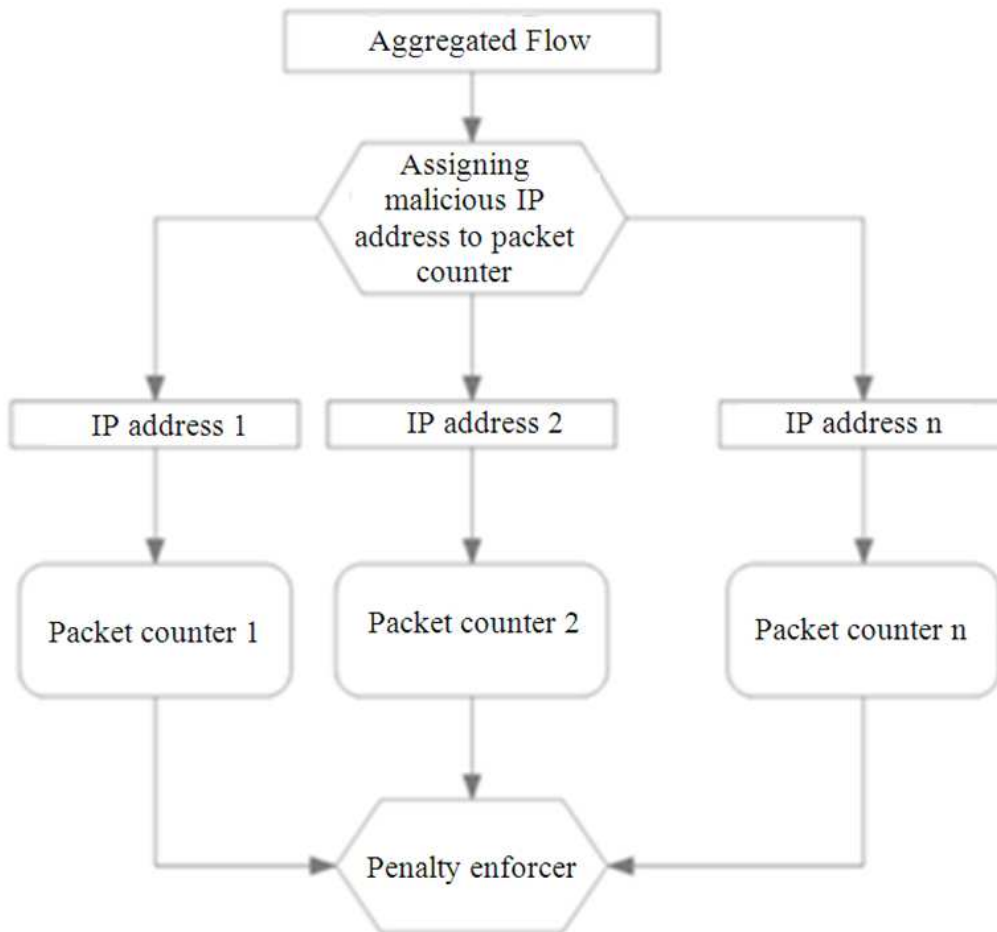 Aggregated Flow
Assigning
malicious IP
address to packet
counter
IP address 1
IP address 2
IP address n
Packet counter 1
Packet counter 2
Packet counter n
Penalty enforcer